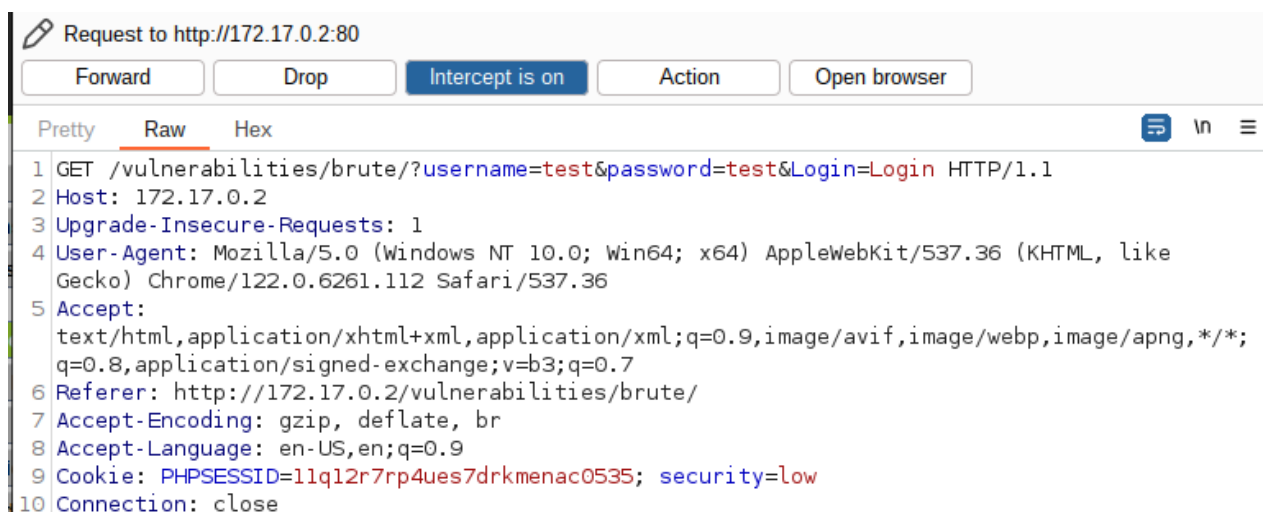 Request to http://172.17.0.2:80
Forward Drop Intercept is on Action Open browser
Pretty Raw Hex \n
1 GET /vulnerabilities/brute/?username=test&password=test&Login=Login HTTP/1.1
2 Host: 172.17.0.2
3 Upgrade-Insecure-Requests: 1
4 User-Agent: Mozilla/5.0 (Windows NT 10.0; Win64; x64) AppleWebKit/537.36 (KHTML, like
Gecko) Chrome/122.0.6261.112 Safari/537.36
5 Accept:
text/html,application/xhtml+xml,application/xml;q=0.9,image/avif,image/webp,image/apng,*/*;
q=0.8,application/signed-exchange;v=b3;q=0.7
6 Referer: http://172.17.0.2/vulnerabilities/brute/
7 Accept-Encoding: gzip, deflate, br
8 Accept-Language: en-US,en;q=0.9
9 Cookie: PHPSESSID=11q12r7rp4ues7drkmenac0535; security=low
10 Connection: close